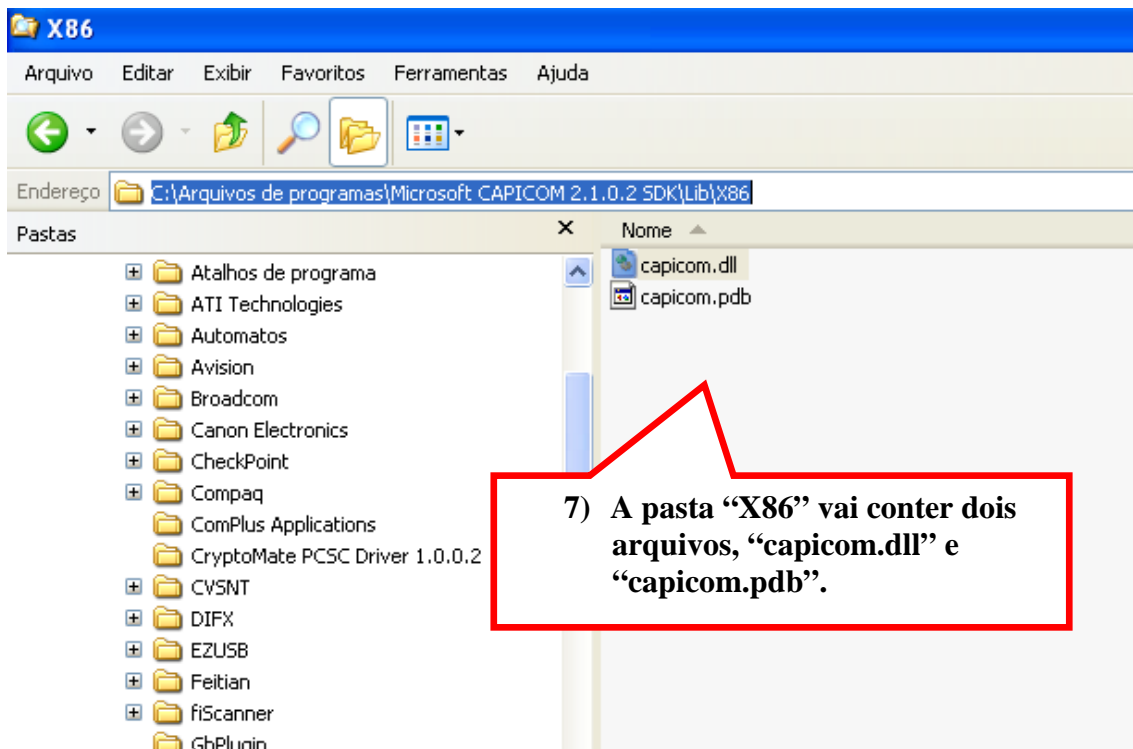 X86
Arquivo Editar Exibir Favoritos Ferramentas Ajuda
Endereço C:\Arquivos de programas\Microsoft CAPICOM 2.1.0.2 SDK\Lib\X86
Pastas
Nome
Atalhos de programa
ATI Technologies
Automatos
Avision
Broadcom
Canon Electronics
CheckPoint
Compaq
ComPlus Applications
CryptoMate PCSC Driver 1.0.0.2
CVSNT
DIFX
EZUSB
Feitian
fiScanner
GbPlugin
capicom.dll
capicom.pdb
7) A pasta “X86” vai conter dois
arquivos, “capicom.dll” e
“capicom.pdb”.